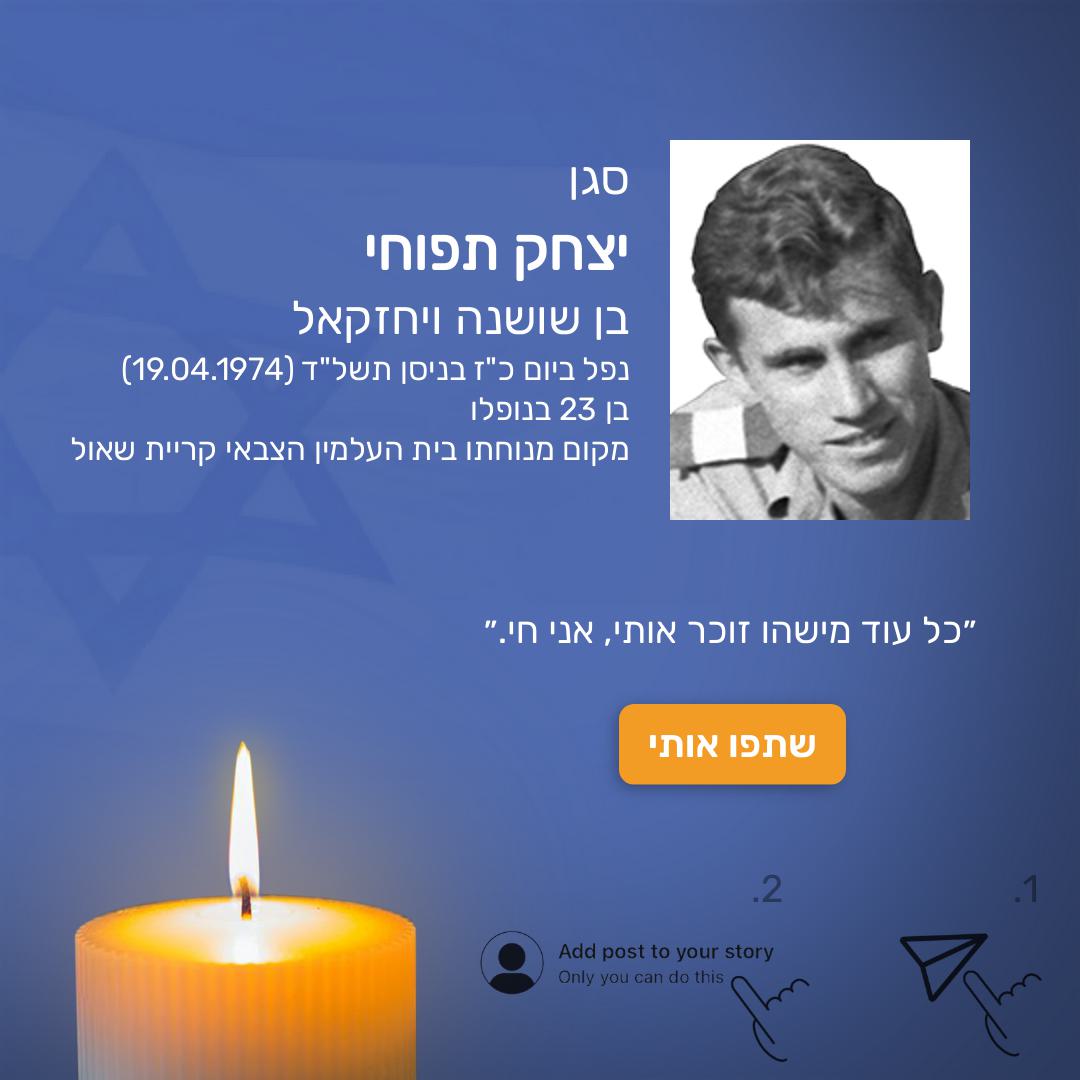 סגן
יצחק תפוחי
בן שושנה ויחזקאל
נפל ביום כ"ז בניסן תשל"ד (19.04.1974)
בן 23 בנופלו
מקום מנוחתו בית העלמין הצבאי קריית שאול
״כל עוד מישהו זוכר אותי, אני חי.״
שתפו אותי
1.
2.
Add post to your story
Only you can do this